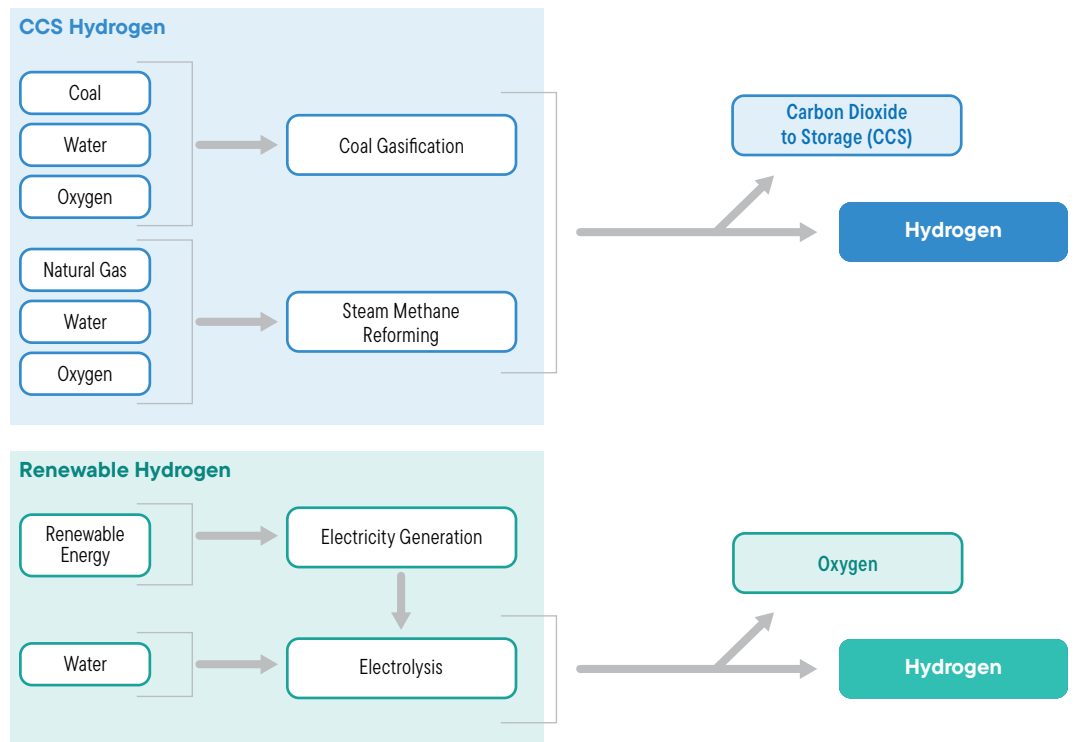 CCS Hydrogen
Coal
Water
Oxygen
Coal Gasification
Natural Gas
Water
Oxygen
Steam Methane
Reforming
Carbon Dioxide
to Storage (CCS)
Hydrogen
Renewable Hydrogen
Renewable
Energy
Electricity Generation
Water
Electrolysis
Oxygen
Hydrogen